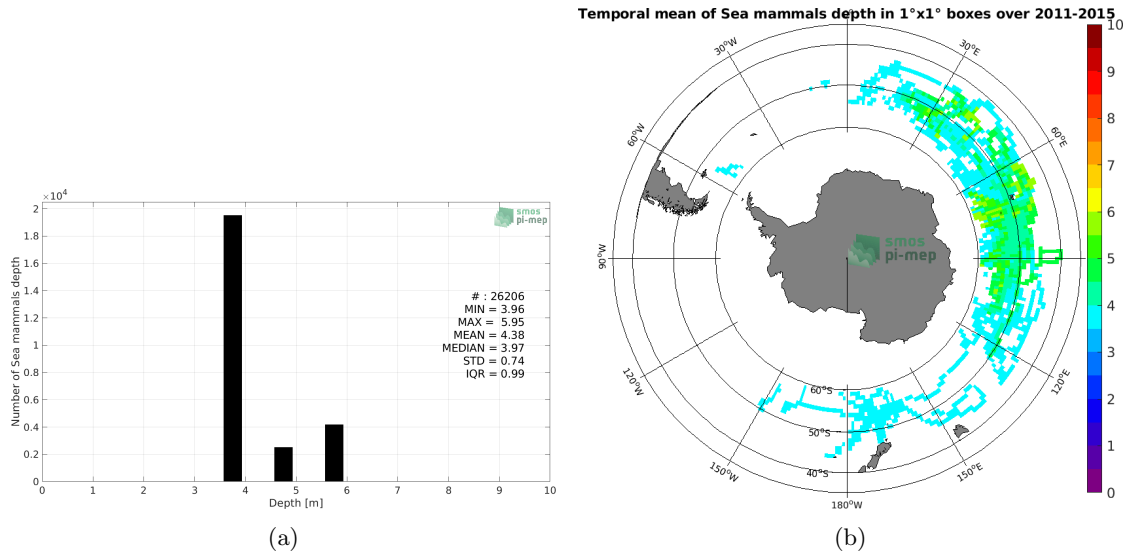 ×10⁴
2
1.8
1.6
1.4
1.2
1
0.8
0.6
0.4
0.2
0
0 1 2 3 4 5 6 7 8 9 10
Number of Sea mammals depth
Depth [m]
smos
pi-mep
# : 26206
MIN = 3.96
MAX = 5.95
MEAN = 4.38
MEDIAN = 3.97
STD = 0.74
IQR = 0.99
(a)
Temporal mean of Sea mammals depth in 1°x1° boxes over 2011-2015
30°W
30°E
60°W
60°E
90°W
smos
pi-mep
120°W
120°E
60°S
50°S
40°S
150°W
150°E
180°W
10
9
8
7
6
5
4
3
2
1
0
(b)